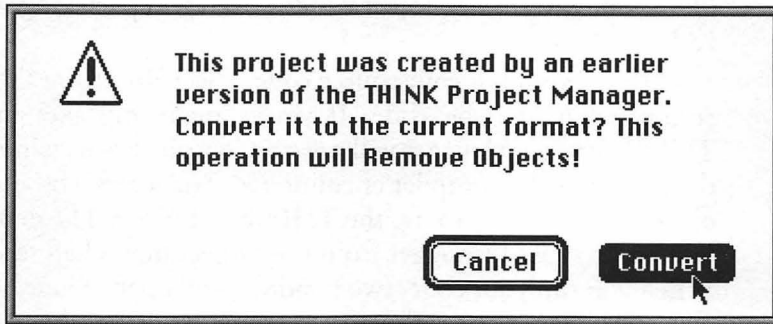 This project was created by an earlier
version of the THINK Project Manager.
Convert it to the current format? This
operation will Remove Objects!
Cancel
Convert